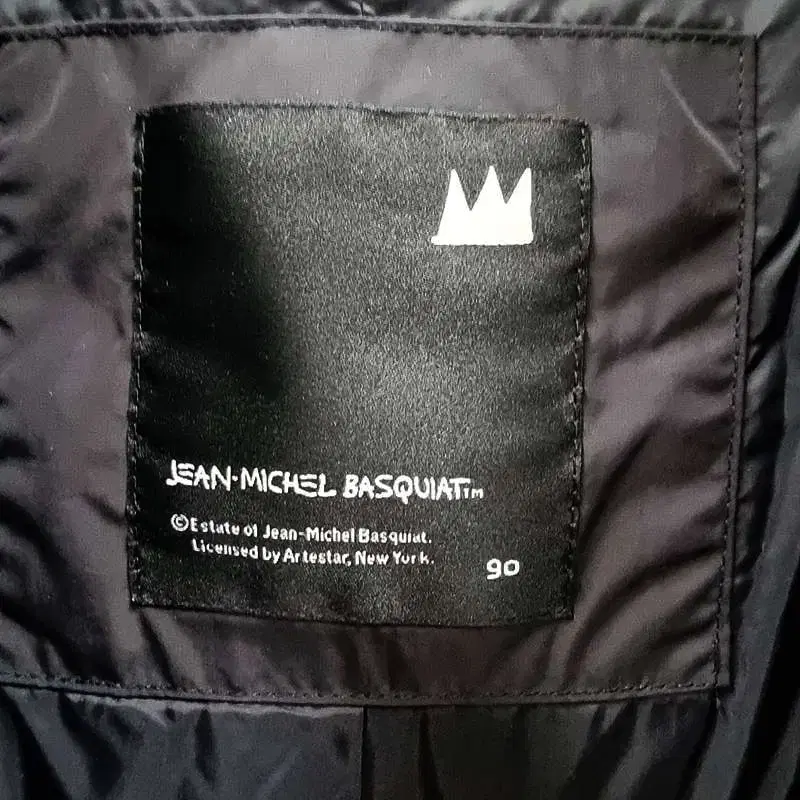 JEAN-MICHEL BASQUIAT™
©Estate of Jean-Michel Basquiat.
Licensed by Artestar, New York.
90